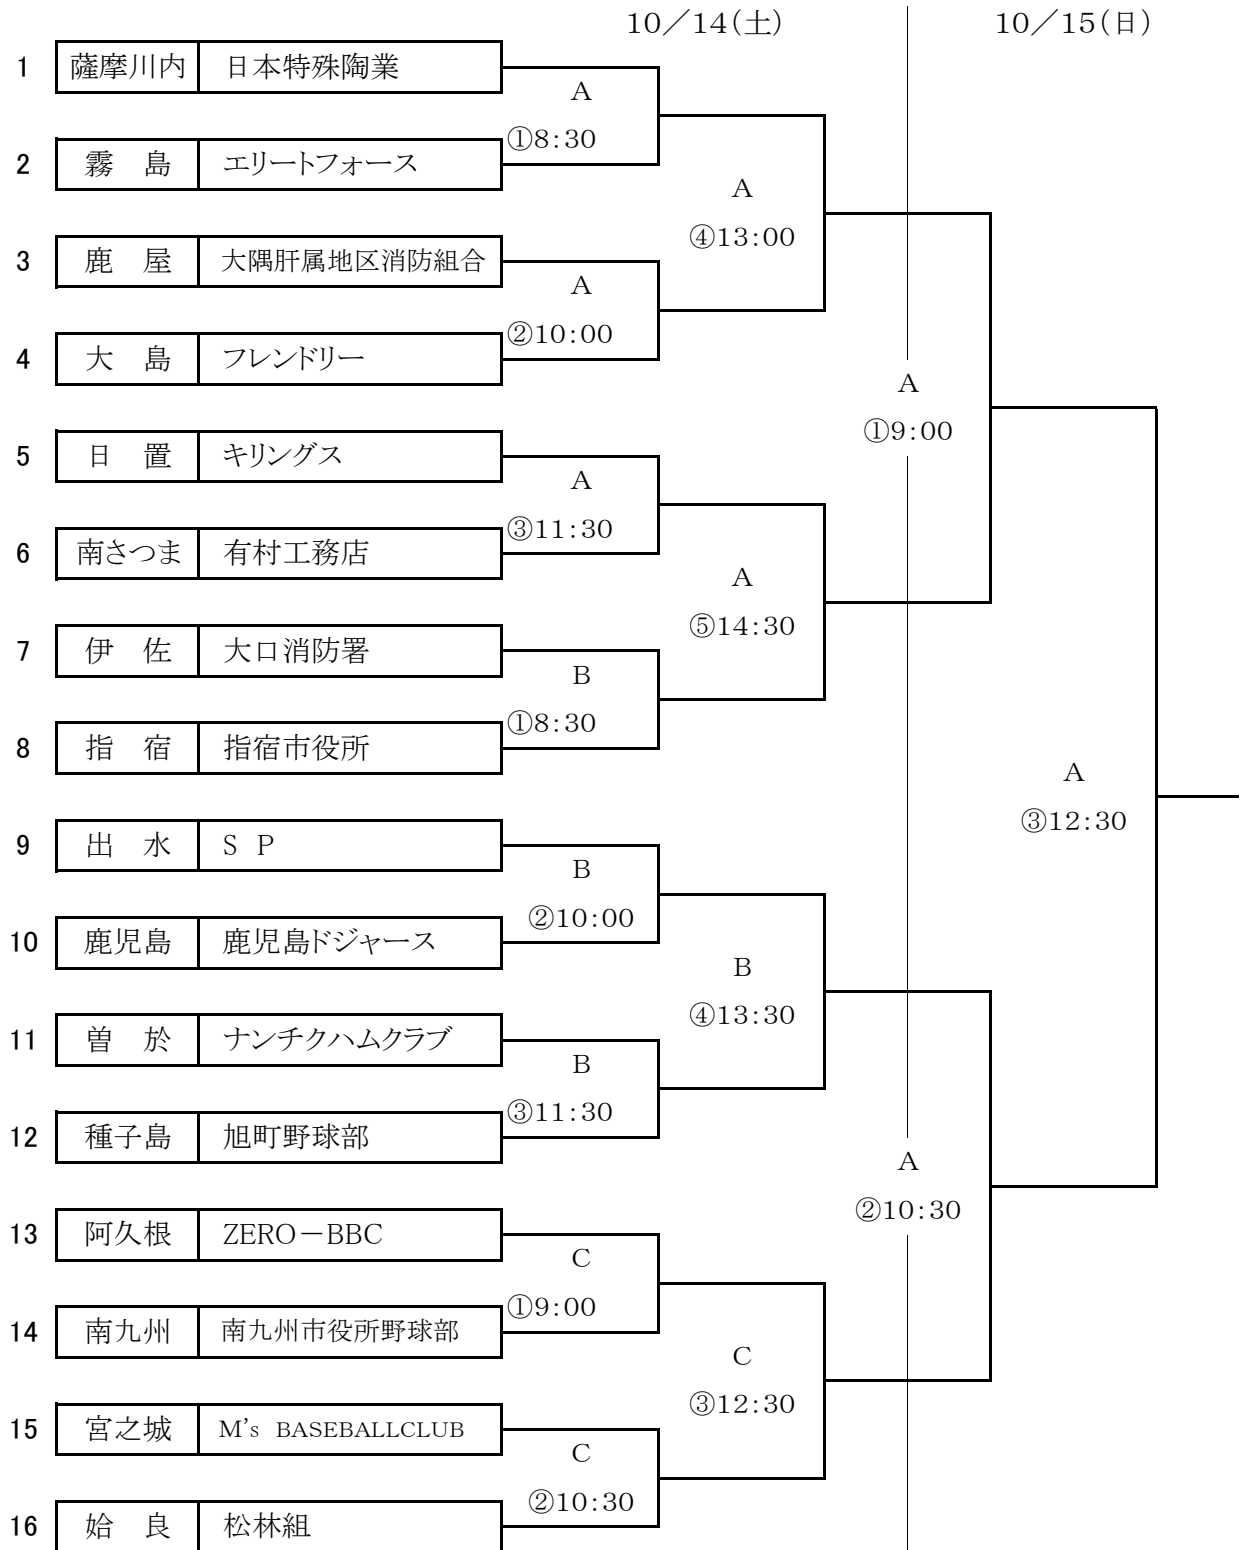 10／14(土)　10／15(日)
1 薩摩川内 日本特殊陶業
A
①8:30
2 霧　島 エリートフォース
A
④13:00
3 鹿　屋 大隅肝属地区消防組合
A
②10:00
4 大　島 フレンドリー
A
①9:00
5 日　置 キリングス
A
③11:30
6 南さつま 有村工務店
A
⑤14:30
7 伊　佐 大口消防署
B
①8:30
8 指　宿 指宿市役所
A
③12:30
9 出　水 S　P
B
②10:00
10 鹿児島 鹿児島ドジャース
B
④13:30
11 曽　於 ナンチクハムクラブ
B
③11:30
12 種子島 旭町野球部
A
②10:30
13 阿久根 ZERO－BBC
C
①9:00
14 南九州 南九州市役所野球部
C
③12:30
15 宮之城 M's BASEBALLCLUB
C
②10:30
16 姶　良 松林組